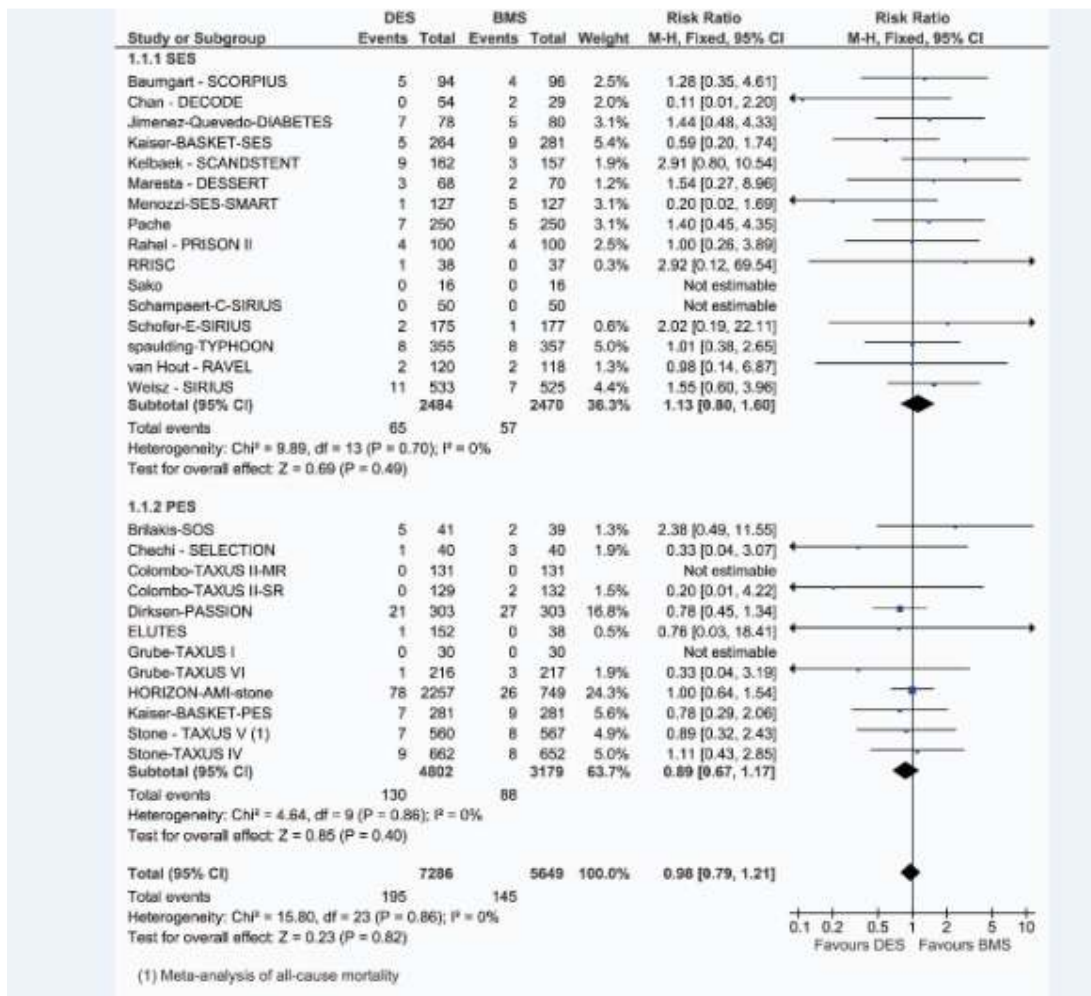 DES BMS Risk Ratio Risk Ratio
Study or Subgroup Events Total Events Total Weight M-H, Fixed, 95% CI M-H, Fixed, 95% CI
1.1.1 SES
Baumgart - SCORPIUS 5 94 4 96 2.5% 1.28 [0.35, 4.61]
Chan - DECODE 0 54 2 29 2.0% 0.11 [0.01, 2.20]
Jimenez-Quevedo-DIABETES 7 78 5 80 3.1% 1.44 [0.48, 4.33]
Kaiser-BASKET-SES 5 264 9 281 5.4% 0.59 [0.20, 1.74]
Kelbaek - SCANDSTENT 9 162 3 157 1.9% 2.91 [0.80, 10.54]
Maresta - DESSERT 3 68 2 70 1.2% 1.54 [0.27, 8.96]
Menozzi-SES-SMART 1 127 5 127 3.1% 0.20 [0.02, 1.69]
Pache 7 250 5 250 3.1% 1.40 [0.45, 4.35]
Rahel - PRISON II 4 100 4 100 2.5% 1.00 [0.26, 3.89]
RRISC 1 38 0 37 0.3% 2.92 [0.12, 69.54]
Sako 0 16 0 16 Not estimable
Schampaert-C-SIRIUS 0 50 0 50 Not estimable
Schofer-E-SIRIUS 2 175 1 177 0.6% 2.02 [0.19, 22.11]
spaulding-TYPHOON 8 355 8 357 5.0% 1.01 [0.38, 2.65]
van Hout - RAVEL 2 120 2 118 1.3% 0.98 [0.14, 6.87]
Weisz - SIRIUS 11 533 7 525 4.4% 1.55 [0.60, 3.96]
Subtotal (95% CI) 2484 2470 36.3% 1.13 [0.80, 1.60]
Total events 65 57
Heterogeneity: Chi² = 9.89, df = 13 (P = 0.70); I² = 0%
Test for overall effect: Z = 0.69 (P = 0.49)
1.1.2 PES
Brilakis-SOS 5 41 2 39 1.3% 2.38 [0.49, 11.55]
Chechi - SELECTION 1 40 3 40 1.9% 0.33 [0.04, 3.07]
Colombo-TAXUS II-MR 0 131 0 131 Not estimable
Colombo-TAXUS II-SR 0 129 2 132 1.5% 0.20 [0.01, 4.22]
Dirksen-PASSION 21 303 27 303 16.8% 0.78 [0.45, 1.34]
ELUTES 1 152 0 38 0.5% 0.76 [0.03, 18.41]
Grube-TAXUS I 0 30 0 30 Not estimable
Grube-TAXUS VI 1 216 3 217 1.9% 0.33 [0.04, 3.19]
HORIZON-AMI-stone 78 2257 26 749 24.3% 1.00 [0.64, 1.54]
Kaiser-BASKET-PES 7 281 9 281 5.6% 0.78 [0.29, 2.06]
Stone - TAXUS V (1) 7 560 8 567 4.9% 0.89 [0.32, 2.43]
Stone-TAXUS IV 9 662 8 652 5.0% 1.11 [0.43, 2.85]
Subtotal (95% CI) 4802 3179 63.7% 0.89 [0.67, 1.17]
Total events 130 88
Heterogeneity: Chi² = 4.64, df = 9 (P = 0.86); I² = 0%
Test for overall effect: Z = 0.85 (P = 0.40)
Total (95% CI) 7286 5649 100.0% 0.98 [0.79, 1.21]
Total events 195 145
Heterogeneity: Chi² = 15.80, df = 23 (P = 0.86); I² = 0%
Test for overall effect: Z = 0.23 (P = 0.82)
0.1 0.2 0.5 1 2 5 10
Favours DES Favours BMS
(1) Meta-analysis of all-cause mortality